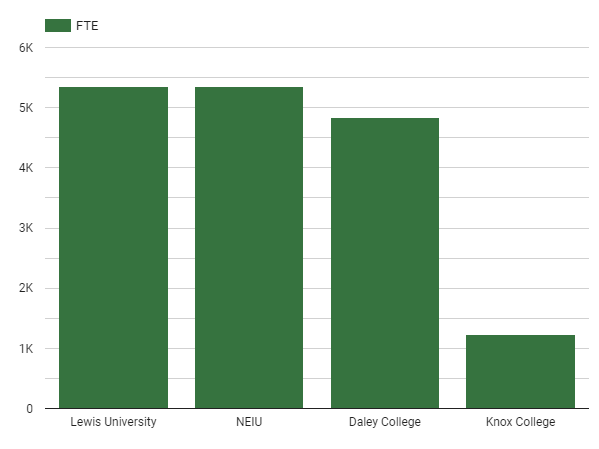 FTE
6K
5K
4K
3K
2K
1K
0
Lewis University NEIU Daley College Knox College